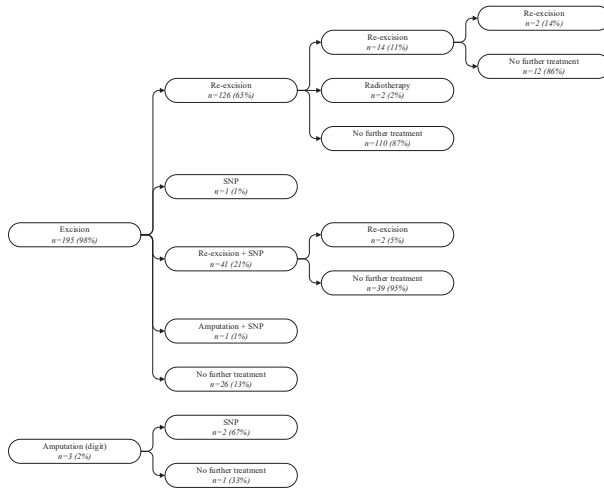 Re-excision
n=2 (14%)
Re-excision
n=14 (11%)
No further treatment
n=12 (86%)
Re-excision
n=126 (65%)
Radiotherapy
n=2 (2%)
No further treatment
n=110 (87%)
SNP
n=1 (1%)
Excision
n=195 (98%)
Re-excision
n=2 (5%)
Re-excision + SNP
n=41 (21%)
No further treatment
n=39 (95%)
Amputation + SNP
n=1 (1%)
No further treatment
n=26 (13%)
SNP
n=2 (67%)
Amputation (digit)
n=3 (2%)
No further treatment
n=1 (33%)